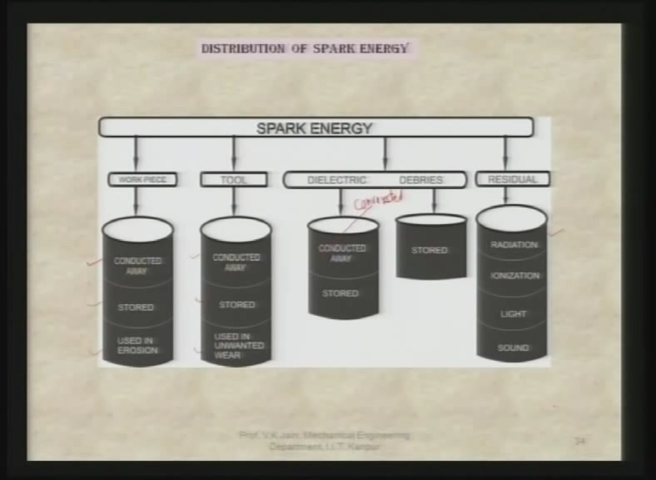 DISTRIBUTION OF SPARK ENERGY
SPARK ENERGY
WORK-PIECE
TOOL
DIELECTRIC DEBRIES
RESIDUAL
Convected
CONDUCTED
AWAY
STORED
USED IN
EROSION
CONDUCTED
AWAY
STORED
USED IN
UNWANTED
WEAR
CONDUCTED
AWAY
STORED
STORED
RADIATION
IONIZATION
LIGHT
SOUND
Prof. V.K.Jain, Mechanical Engineering
Department, I.I.T. Kanpur
24